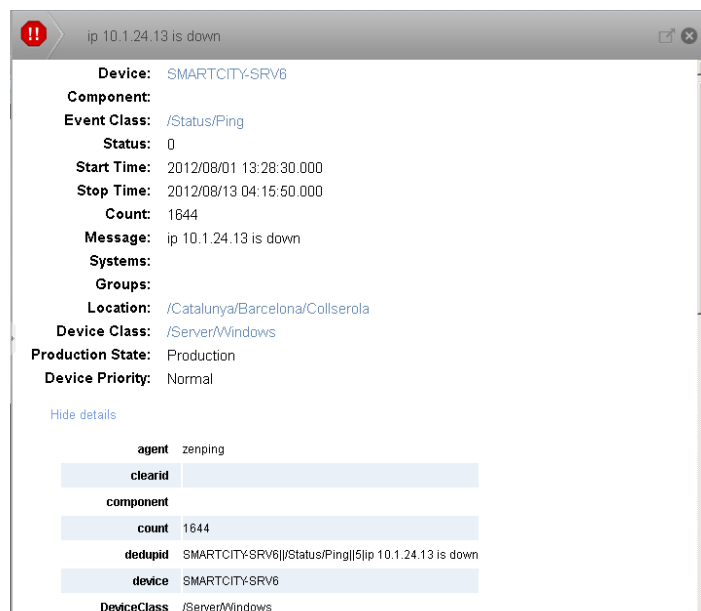 !! ip 10.1.24.13 is down
Device: SMARTCITY-SRV6
Component:
Event Class: /Status/Ping
Status: 0
Start Time: 2012/08/01 13:28:30.000
Stop Time: 2012/08/13 04:15:50.000
Count: 1644
Message: ip 10.1.24.13 is down
Systems:
Groups:
Location: /Catalunya/Barcelona/Collserola
Device Class: /Server/Windows
Production State: Production
Device Priority: Normal
Hide details
agent zenping
clearid
component
count 1644
dedupid SMARTCITY-SRV6||/Status/Ping||5|ip 10.1.24.13 is down
device SMARTCITY-SRV6
DeviceClass /Server/Windows